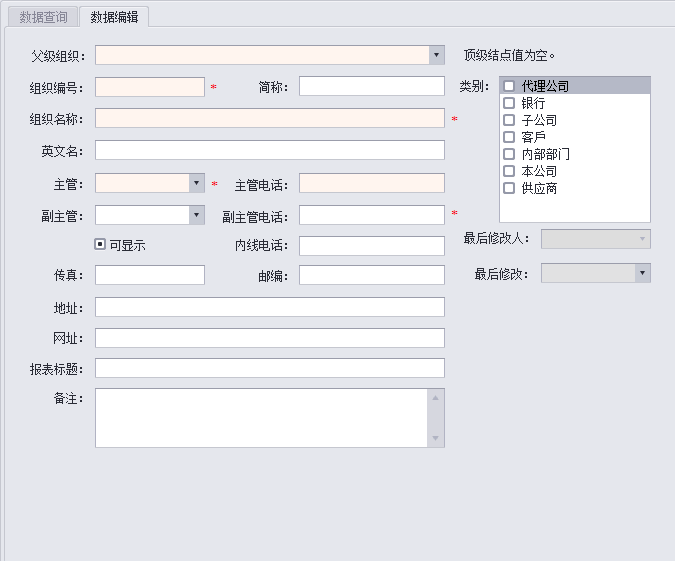 数据查询 数据编辑
父级组织: 顶级结点值为空。
组织编号: * 简称: 类别:
代理公司
银行
子公司
客戶
内部部门
本公司
供应商
组织名称: *
英文名:
主管: * 主管电话:
副主管: 副主管电话: *
可显示 内线电话: 最后修改人:
传真: 邮编: 最后修改:
地址:
网址:
报表标题:
备注: